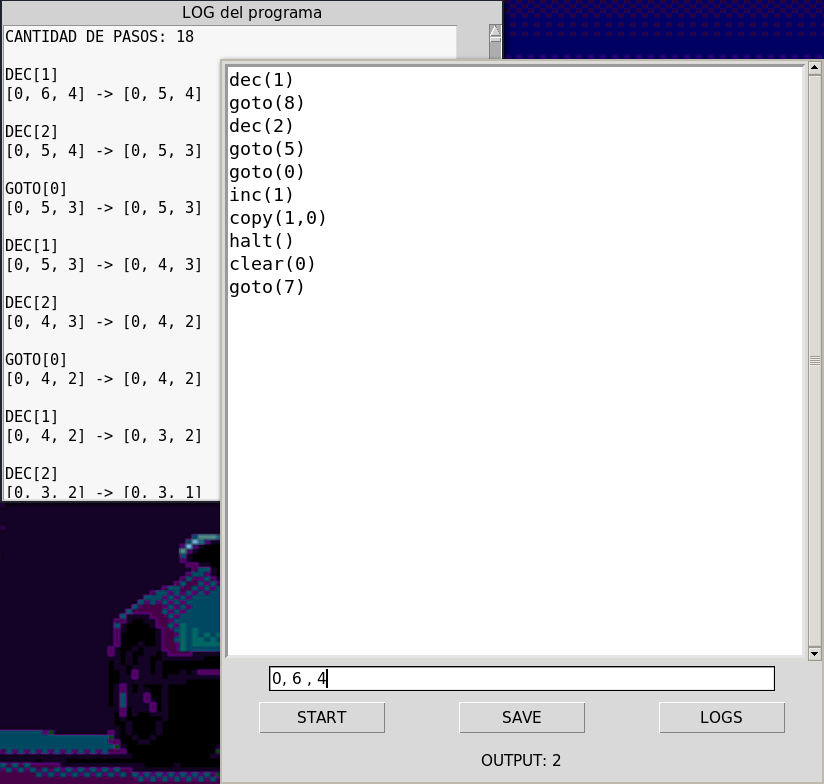 LOG del programa
CANTIDAD DE PASOS: 18
DEC[1]
[0, 6, 4] -> [0, 5, 4]
DEC[2]
[0, 5, 4] -> [0, 5, 3]
GOTO[0]
[0, 5, 3] -> [0, 5, 3]
DEC[1]
[0, 5, 3] -> [0, 4, 3]
DEC[2]
[0, 4, 3] -> [0, 4, 2]
GOTO[0]
[0, 4, 2] -> [0, 4, 2]
DEC[1]
[0, 4, 2] -> [0, 3, 2]
DEC[2]
[0, 3, 2] -> [0, 3, 1]
dec(1)
goto(8)
dec(2)
goto(5)
goto(0)
inc(1)
copy(1,0)
halt()
clear(0)
goto(7)
0, 6 , 4
START
SAVE
LOGS
OUTPUT: 2